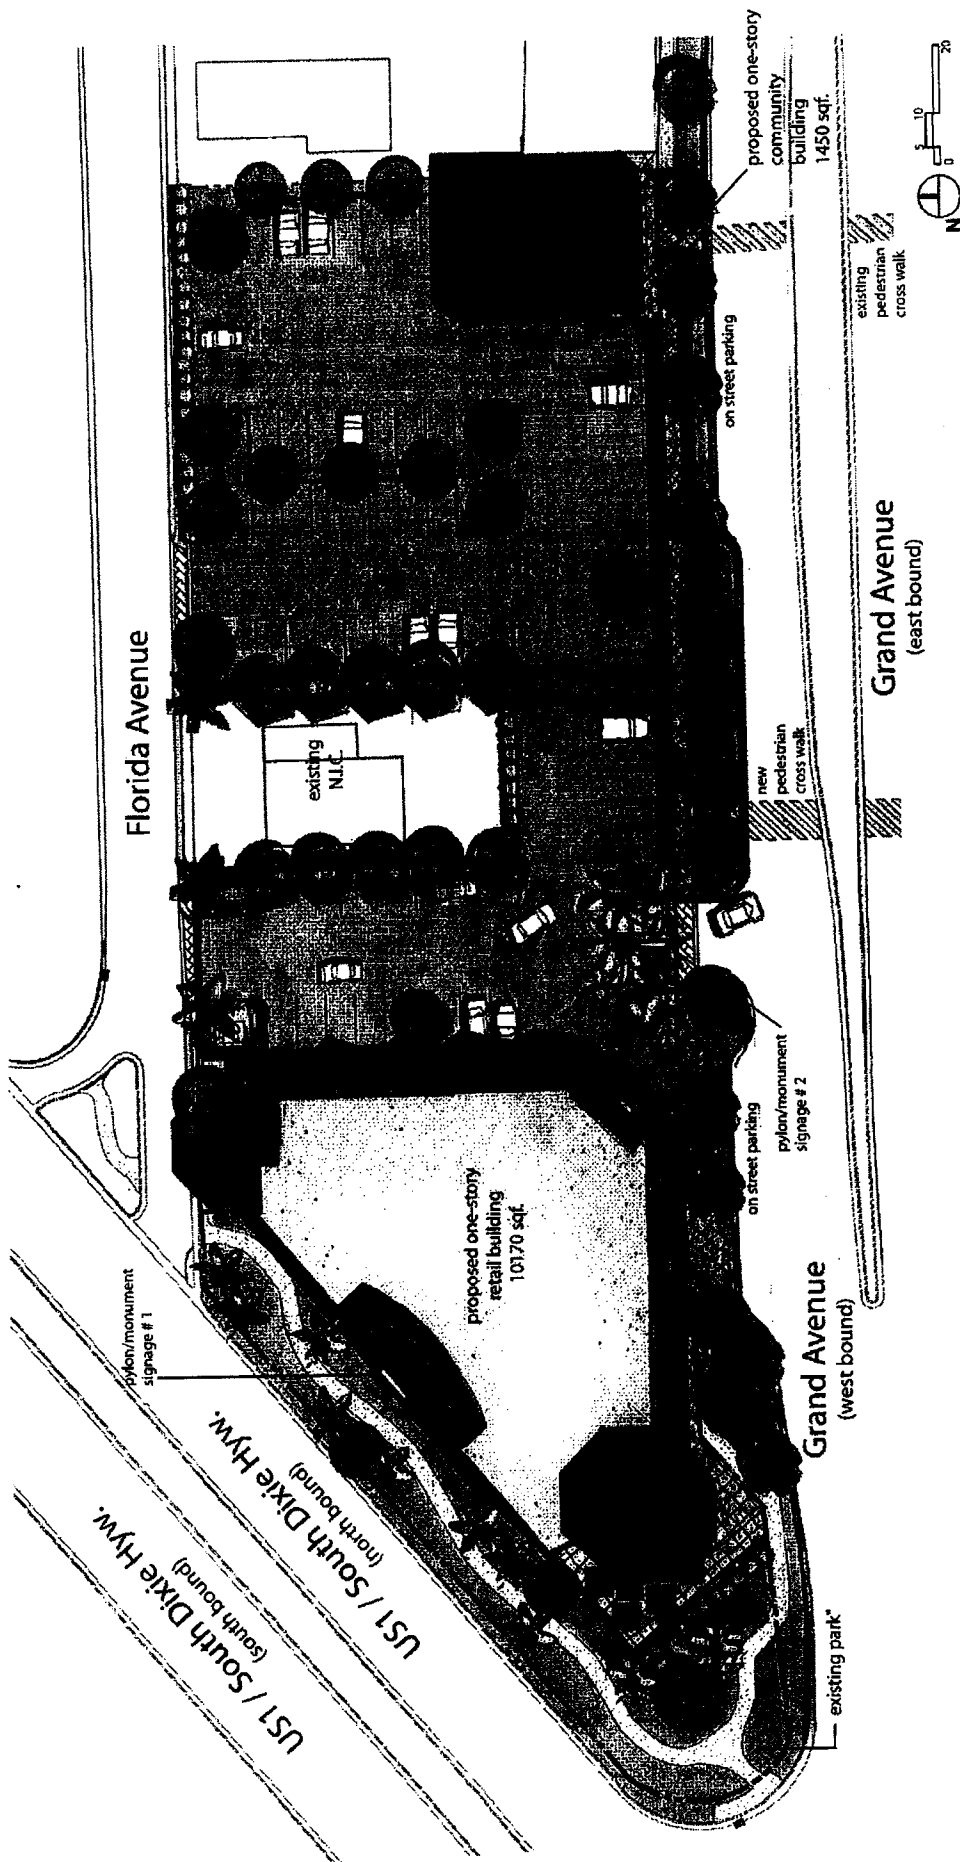 Florida Avenue
US1 / South Dixie Hyw.
(south bound)
US1 / South Dixie Hyw.
(north bound)
pylon/monument
signage # 1
existing
N.I.C.
proposed one-story
retail building
10170 sqf.
proposed one-story
community
building
1450 sqf.
on street parking
existing
pedestrian
cross walk
new
pedestrian
cross walk
pylon/monument
signage # 2
on street parking
Grand Avenue
(east bound)
Grand Avenue
(west bound)
existing park"
N
0 5 10 20